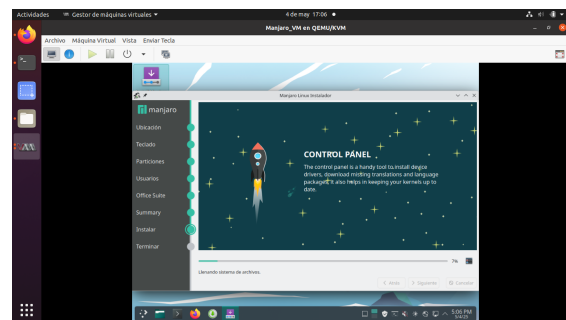 Actividades
Gestor de máquinas virtuales
4 de may 17:06
Manjaro_VM en QEMU/KVM
Archivo Máquina Virtual Vista Enviar Tecla
Manjaro Linux Instalador
manjaro
Ubicación
Teclado
Particiones
Usuarios
Office Suite
Summary
Instalar
Terminar
CONTROL PANEL
The control panel is a handy tool to install device
drivers, download missing translations and language
packages. It also helps in keeping your kernels up to
date.
7%
Llenando sistema de archivos.
Atrás
Siguiente
Cancelar
5:06 PM